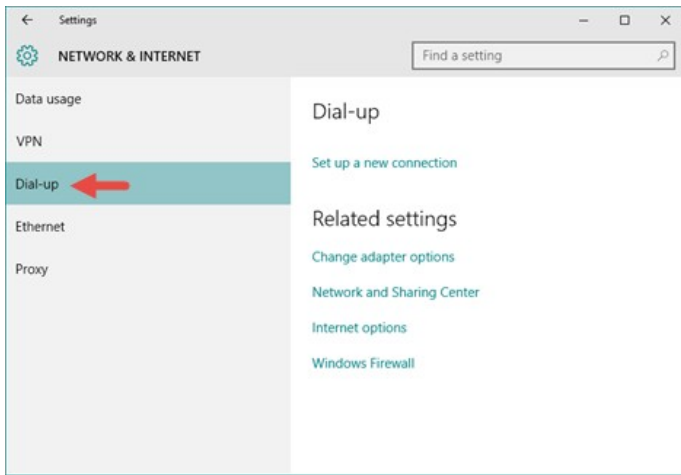 Settings
NETWORK & INTERNET
Find a setting
Data usage
VPN
Dial-up
Ethernet
Proxy
Dial-up
Set up a new connection
Related settings
Change adapter options
Network and Sharing Center
Internet options
Windows Firewall